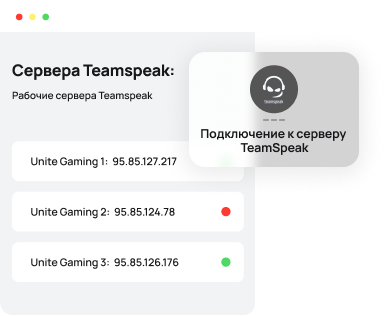 Сервера Teamspeak:
Рабочие сервера Teamspeak
Unite Gaming 1: 95.85.127.217
Unite Gaming 2: 95.85.124.78
Unite Gaming 3: 95.85.126.176
teamspeak
Подключение к серверу
TeamSpeak